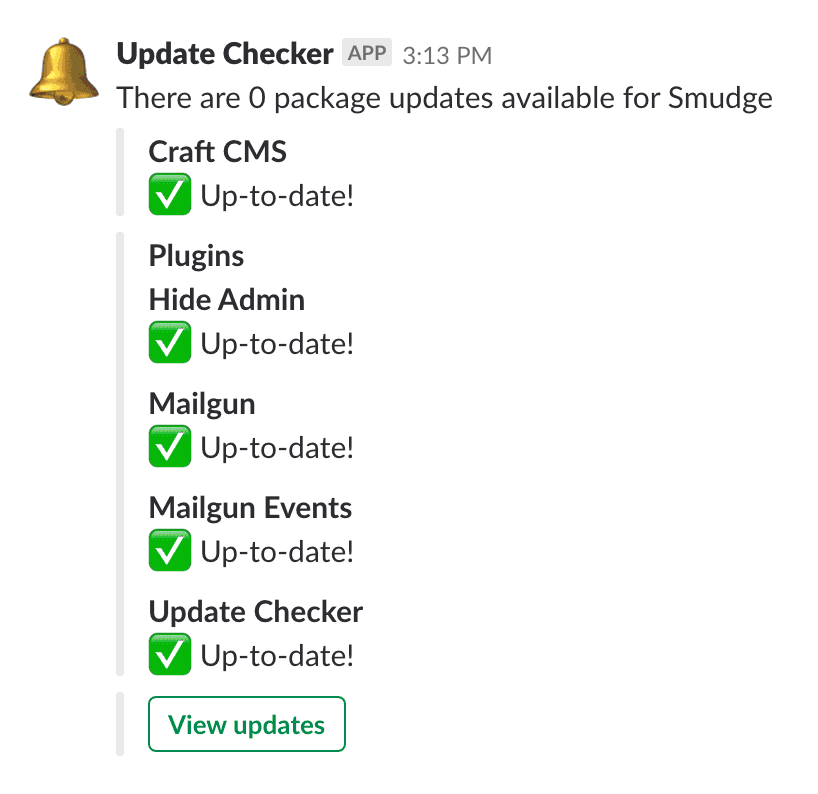 Update Checker APP 3:13 PM
There are 0 package updates available for Smudge
Craft CMS
✅ Up-to-date!
Plugins
Hide Admin
✅ Up-to-date!
Mailgun
✅ Up-to-date!
Mailgun Events
✅ Up-to-date!
Update Checker
✅ Up-to-date!
View updates